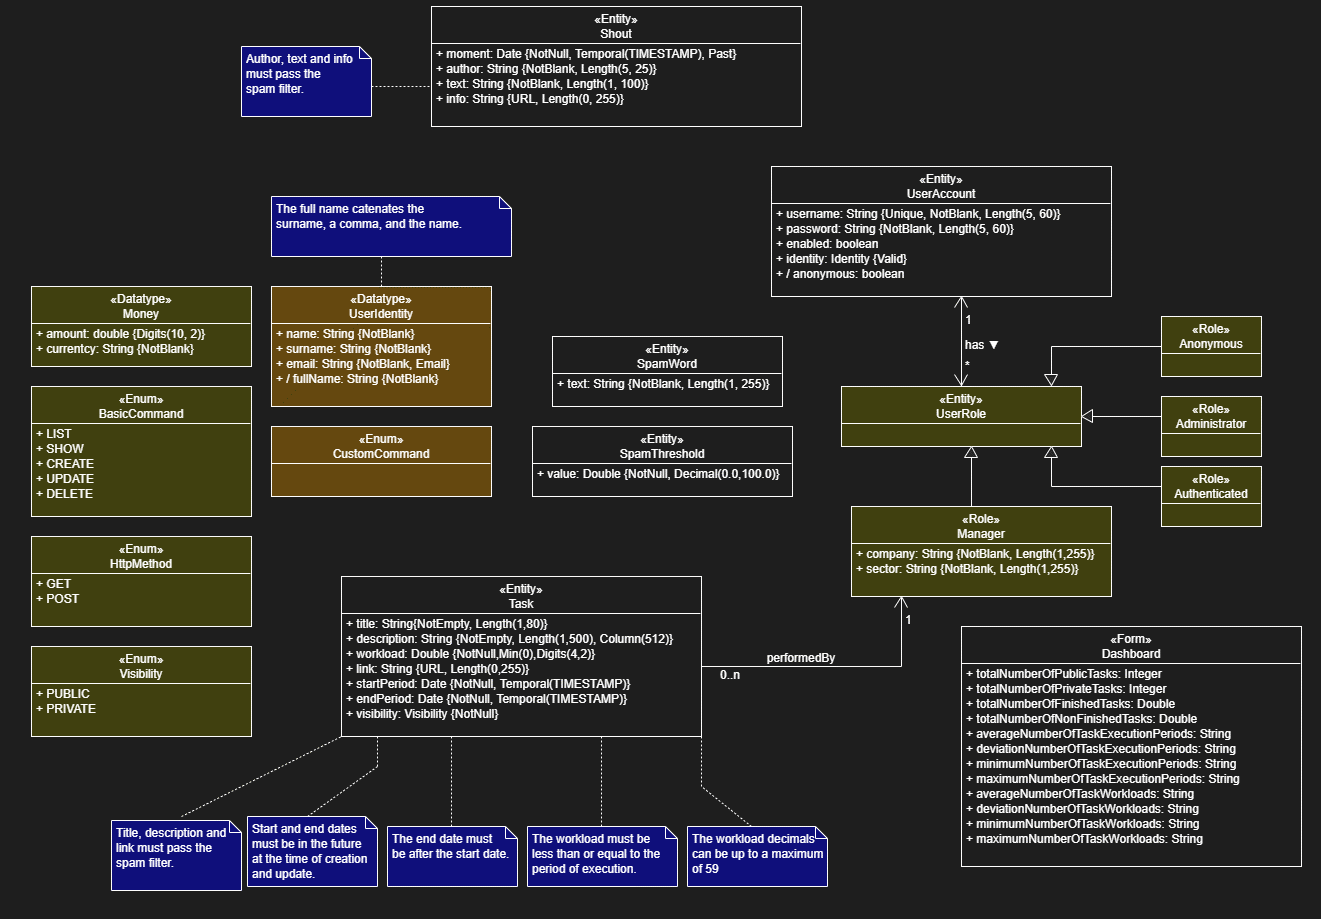 «Entity»
Shout
+ moment: Date {NotNull, Temporal(TIMESTAMP), Past}
+ author: String {NotBlank, Length(5, 25)}
+ text: String {NotBlank, Length(1, 100)}
+ info: String {URL, Length(0, 255)}
Author, text and info
must pass the
spam filter.
«Entity»
UserAccount
+ username: String {Unique, NotBlank, Length(5, 60)}
+ password: String {NotBlank, Length(5, 60)}
+ enabled: boolean
+ identity: Identity {Valid}
+ / anonymous: boolean
The full name catenates the
surname, a comma, and the name.
«Datatype»
Money
+ amount: double {Digits(10, 2)}
+ currentcy: String {NotBlank}
«Datatype»
UserIdentity
+ name: String {NotBlank}
+ surname: String {NotBlank}
+ email: String {NotBlank, Email}
+ / fullName: String {NotBlank}
1
has ▼
*
«Role»
Anonymous
«Entity»
SpamWord
+ text: String {NotBlank, Length(1, 255)}
«Enum»
BasicCommand
+ LIST
+ SHOW
+ CREATE
+ UPDATE
+ DELETE
«Enum»
CustomCommand
«Entity»
SpamThreshold
+ value: Double {NotNull, Decimal(0.0,100.0)}
«Entity»
UserRole
«Role»
Administrator
«Role»
Authenticated
«Role»
Manager
+ company: String {NotBlank, Length(1,255)}
+ sector: String {NotBlank, Length(1,255)}
«Enum»
HttpMethod
+ GET
+ POST
«Entity»
Task
+ title: String{NotEmpty, Length(1,80)}
+ description: String {NotEmpty, Length(1,500), Column(512)}
+ workload: Double {NotNull,Min(0),Digits(4,2)}
+ link: String {URL, Length(0,255)}
+ startPeriod: Date {NotNull, Temporal(TIMESTAMP)}
+ endPeriod: Date {NotNull, Temporal(TIMESTAMP)}
+ visibility: Visibility {NotNull}
1
performedBy
0..n
«Enum»
Visibility
+ PUBLIC
+ PRIVATE
«Form»
Dashboard
+ totalNumberOfPublicTasks: Integer
+ totalNumberOfPrivateTasks: Integer
+ totalNumberOfFinishedTasks: Double
+ totalNumberOfNonFinishedTasks: Double
+ averageNumberOfTaskExecutionPeriods: String
+ deviationNumberOfTaskExecutionPeriods: String
+ minimumNumberOfTaskExecutionPeriods: String
+ maximumNumberOfTaskExecutionPeriods: String
+ averageNumberOfTaskWorkloads: String
+ deviationNumberOfTaskWorkloads: String
+ minimumNumberOfTaskWorkloads: String
+ maximumNumberOfTaskWorkloads: String
Title, description and
link must pass the
spam filter.
Start and end dates
must be in the future
at the time of creation
and update.
The end date must
be after the start date.
The workload must be
less than or equal to the
period of execution.
The workload decimals
can be up to a maximum
of 59